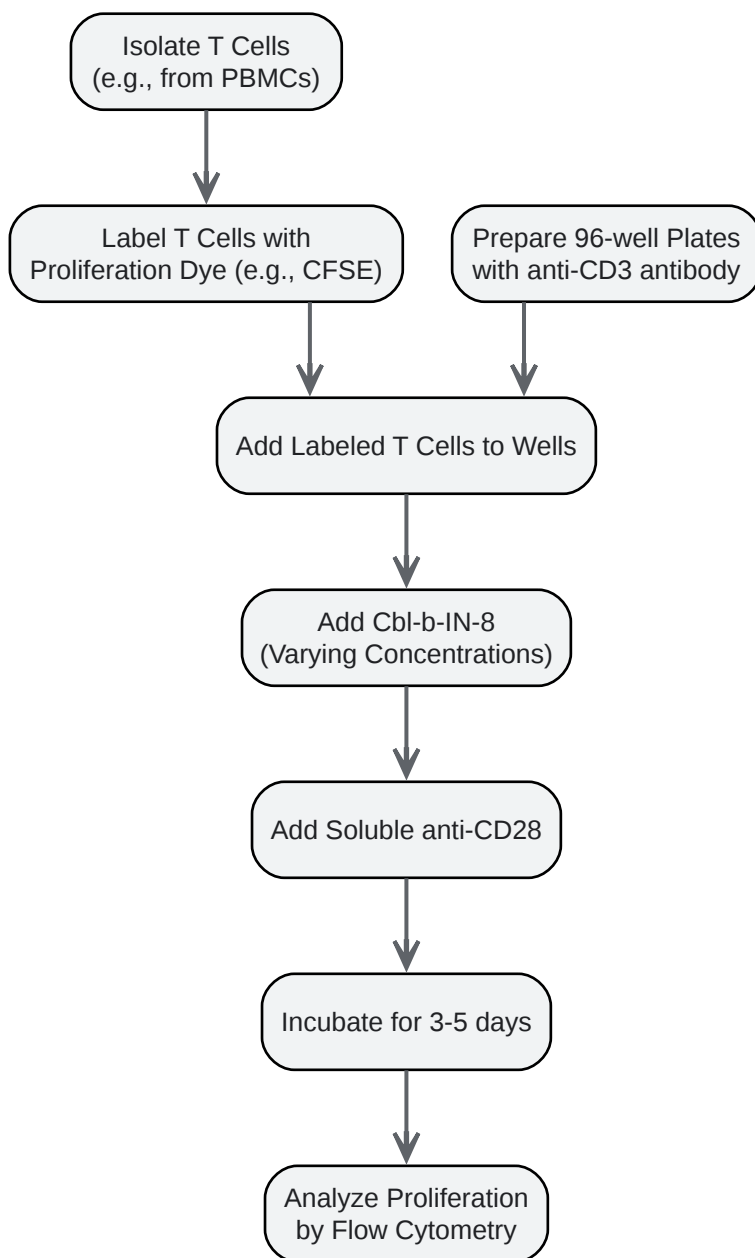 Isolate T Cells
(e.g., from PBMCs)
Label T Cells with
Proliferation Dye (e.g., CFSE)
Prepare 96-well Plates
with anti-CD3 antibody
Add Labeled T Cells to Wells
Add Cbl-b-IN-8
(Varying Concentrations)
Add Soluble anti-CD28
Incubate for 3-5 days
Analyze Proliferation
by Flow Cytometry